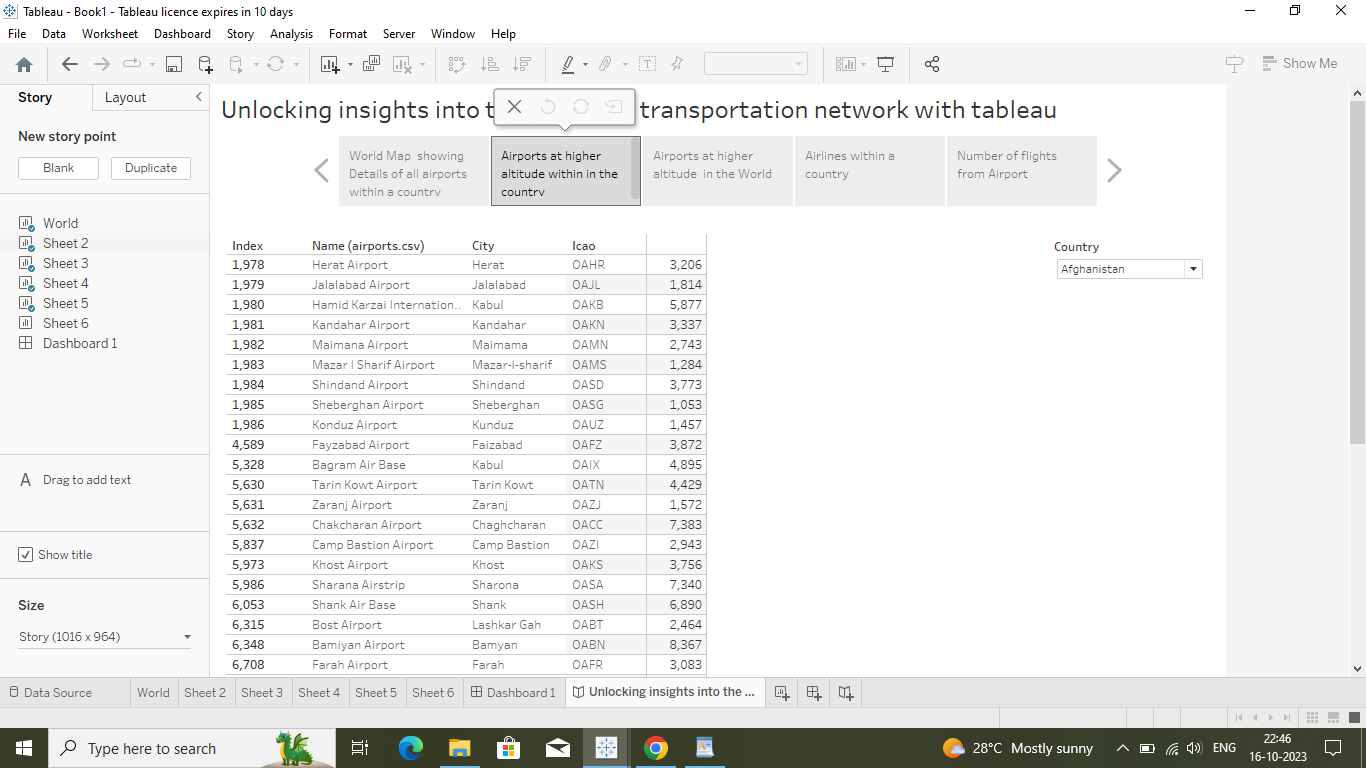 Tableau - Book1 - Tableau licence expires in 10 days
File Data Worksheet Dashboard Story Analysis Format Server Window Help
Show Me
Story Layout
New story point
Blank Duplicate
World
Sheet 2
Sheet 3
Sheet 4
Sheet 5
Sheet 6
Dashboard 1
A Drag to add text
Show title
Size
Story (1016 x 964)
Unlocking insights into t transportation network with tableau
World Map showing
Details of all airports
within a country
Airports at higher
altitude within in the
country
Airports at higher
altitude in the World
Airlines within a
country
Number of flights
from Airport
Index Name (airports.csv) City Icao
1,978 Herat Airport Herat OAHR 3,206
1,979 Jalalabad Airport Jalalabad OAJL 1,814
1,980 Hamid Karzai Internation.. Kabul OAKB 5,877
1,981 Kandahar Airport Kandahar OAKN 3,337
1,982 Maimana Airport Maimama OAMN 2,743
1,983 Mazar I Sharif Airport Mazar-i-sharif OAMS 1,284
1,984 Shindand Airport Shindand OASD 3,773
1,985 Sheberghan Airport Sheberghan OASG 1,053
1,986 Konduz Airport Kunduz OAUZ 1,457
4,589 Fayzabad Airport Faizabad OAFZ 3,872
5,328 Bagram Air Base Kabul OAIX 4,895
5,630 Tarin Kowt Airport Tarin Kowt OATN 4,429
5,631 Zaranj Airport Zaranj OAZJ 1,572
5,632 Chakcharan Airport Chaghcharan OACC 7,383
5,837 Camp Bastion Airport Camp Bastion OAZI 2,943
5,973 Khost Airport Khost OAKS 3,756
5,986 Sharana Airstrip Sharona OASA 7,340
6,053 Shank Air Base Shank OASH 6,890
6,315 Bost Airport Lashkar Gah OABT 2,464
6,348 Bamiyan Airport Bamyan OABN 8,367
6,708 Farah Airport Farah OAFR 3,083
Country
Afghanistan
Data Source World Sheet 2 Sheet 3 Sheet 4 Sheet 5 Sheet 6 Dashboard 1 Unlocking insights into the ...
Type here to search
28°C Mostly sunny
ENG
22:46
16-10-2023